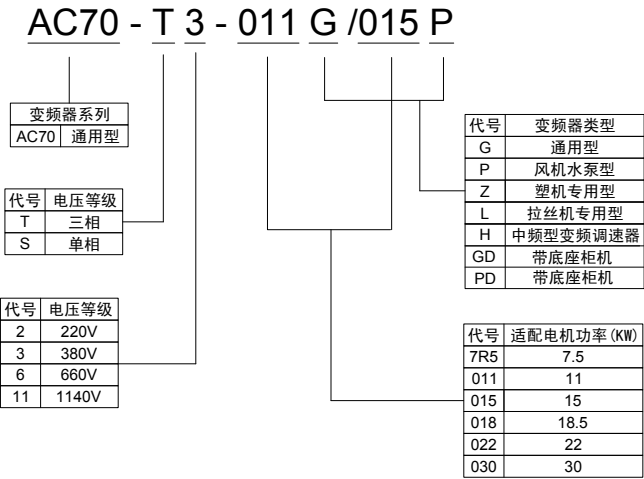 AC70 - T 3 - 011 G /015 P
变频器系列
AC70 通用型
代号 电压等级
T 三相
S 单相
代号 电压等级
2 220V
3 380V
6 660V
11 1140V
代号 变频器类型
G 通用型
P 风机水泵型
Z 塑机专用型
L 拉丝机专用型
H 中频型变频调速器
GD 带底座柜机
PD 带底座柜机
代号 适配电机功率(KW)
7R5 7.5
011 11
015 15
018 18.5
022 22
030 30